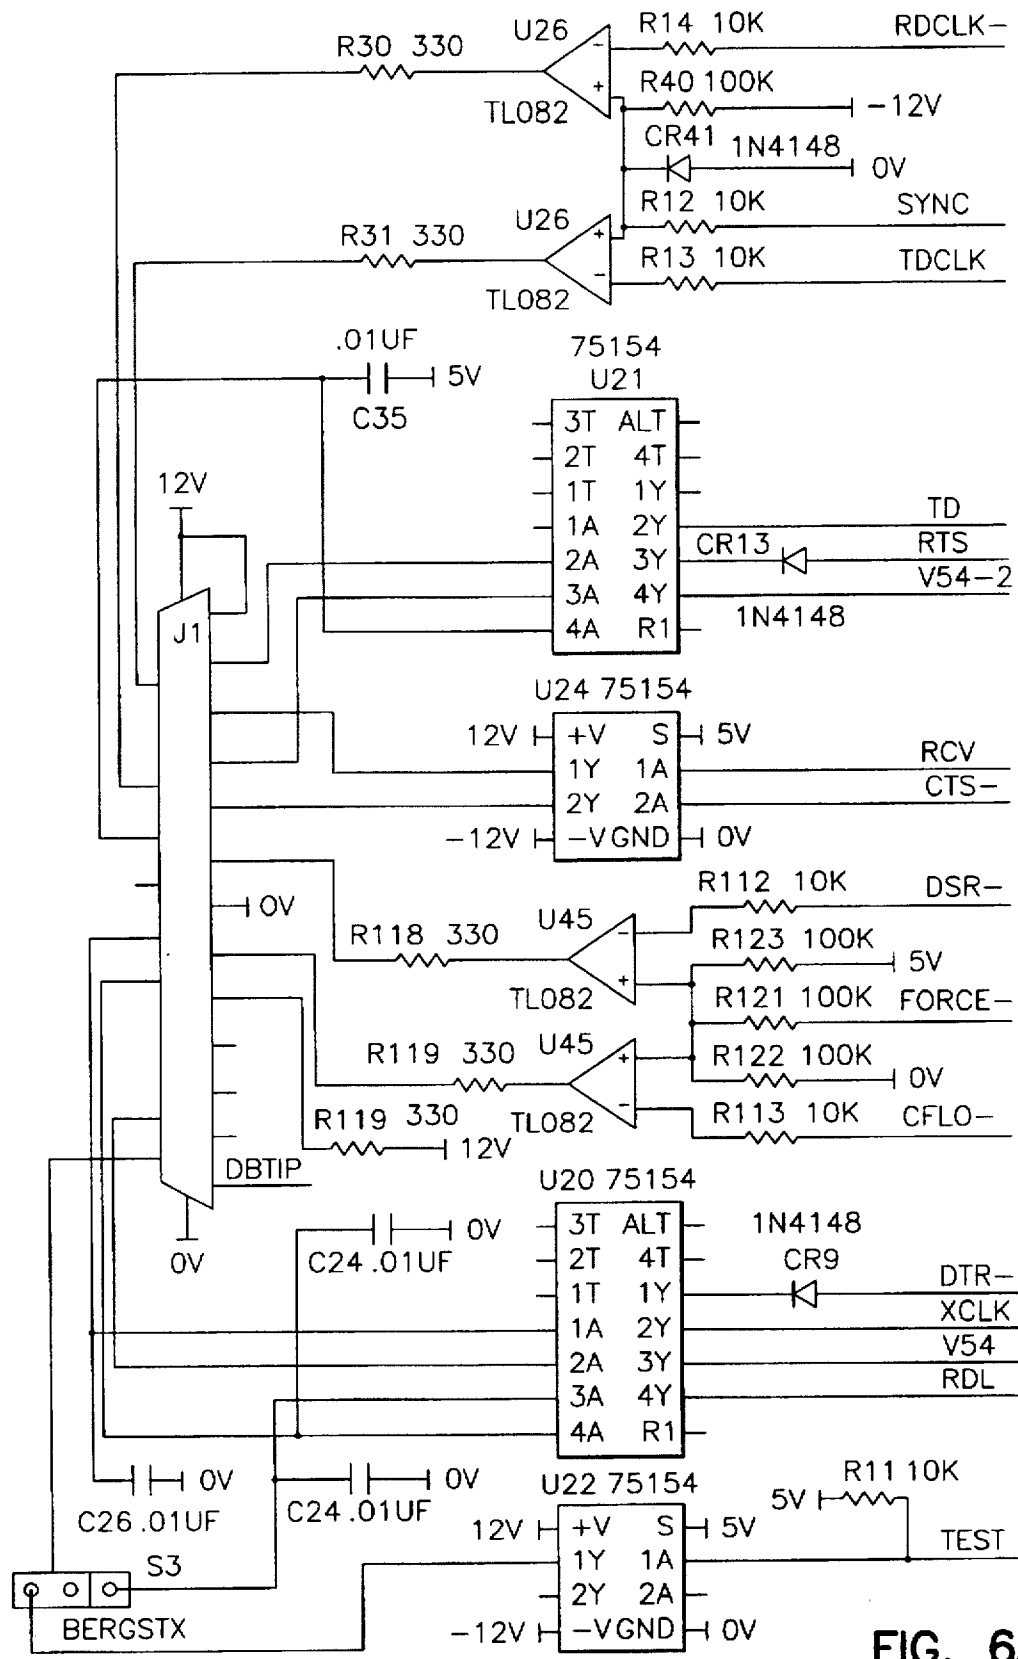 U26 R14 10K RDCLK-
R30 330 - R40 100K
+ -12V
TL082 CR41 1N4148
0V
U26 R12 10K SYNC
R31 330 + R13 10K TDCLK
-
TL082
.01UF 75154
5V U21
C35 3T ALT
2T 4T
12V 1T 1Y
1A 2Y TD
2A 3Y CR13 RTS
3A 4Y V54-2
J1 4A R1 1N4148
U24 75154
12V +V S 5V
1Y 1A RCV
2Y 2A CTS-
-12V -V GND 0V
R112 10K DSR-
0V U45
R118 330 - R123 100K
+ 5V
TL082 R121 100K FORCE-
U45
R119 330 + R122 100K
0V
- R113 10K CFLO-
R119 330 TL082
12V
DBTIP U20 75154
0V 3T ALT 1N4148
0V C24 .01UF 2T 4T CR9
1T 1Y DTR-
1A 2Y XCLK
2A 3Y V54
3A 4Y RDL
4A R1
0V 0V U22 75154 R11 10K
C26 .01UF C24 .01UF 5V
12V +V S 5V
S3 1Y 1A TEST
2Y 2A
BERGSTX -12V -V GND 0V
FIG. 6